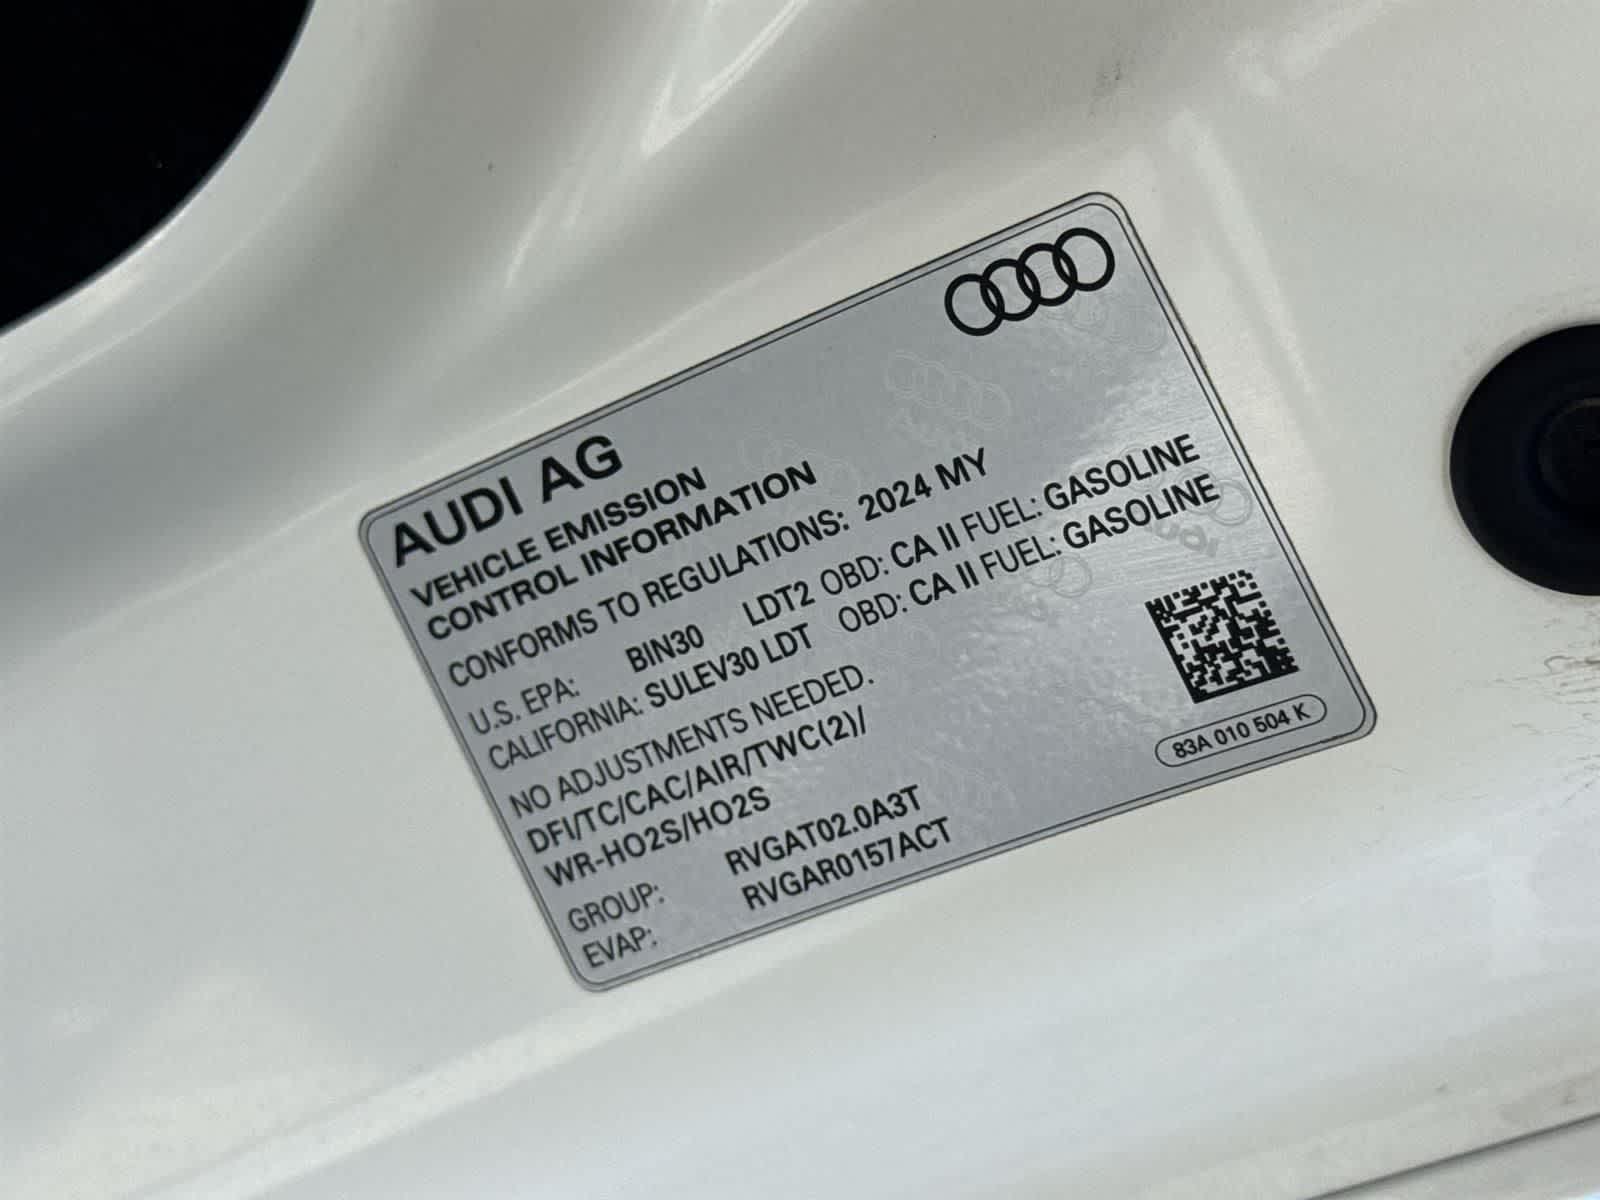 AUDI AG
VEHICLE EMISSION
CONTROL INFORMATION
CONFORMS TO REGULATIONS: 2024 MY
U.S. EPA: BIN30 LDT2 OBD: CA II FUEL: GASOLINE
CALIFORNIA: SULEV30 LDT OBD: CA II FUEL: GASOLINE
NO ADJUSTMENTS NEEDED.
DFI/TC/CAC/AIR/TWC(2)/
WR-HO2S/HO2S
GROUP: RVGAT02.0A3T
EVAP: RVGAR0157ACT
83A 010 504 K